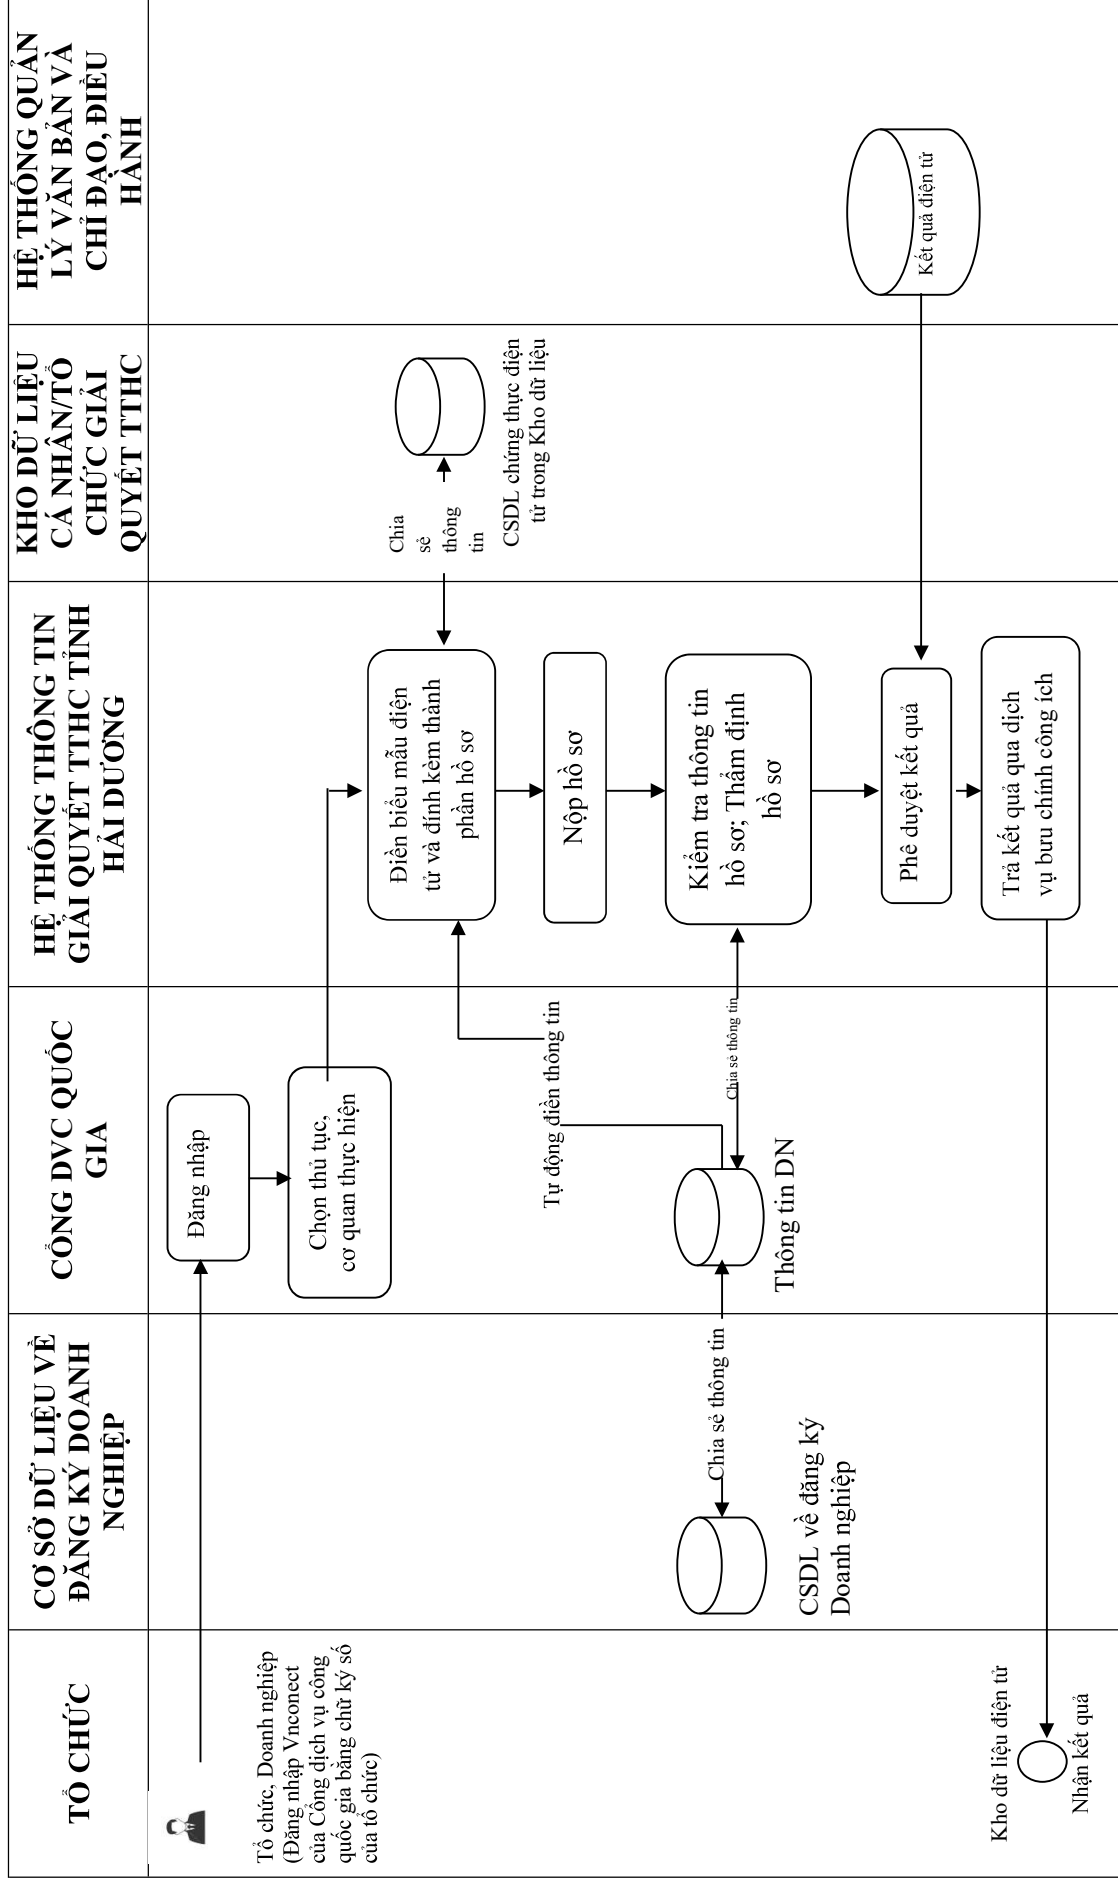 TỔ CHỨC
CƠ SỞ DỮ LIỆU VỀ
ĐĂNG KÝ DOANH
NGHIỆP
CỔNG DVC QUỐC
GIA
HỆ THỐNG THÔNG TIN
GIẢI QUYẾT TTHC TỈNH
HẢI DƯƠNG
KHO DỮ LIỆU
CÁ NHÂN/TỔ
CHỨC GIẢI
QUYẾT TTHC
HỆ THỐNG QUẢN
LÝ VĂN BẢN VÀ
CHỈ ĐẠO, ĐIỀU
HÀNH
Tổ chức, Doanh nghiệp
(Đăng nhập Vnconect
của Cổng dịch vụ công
quốc gia bằng chữ ký số
của tổ chức)
Đăng nhập
Chọn thủ tục,
cơ quan thực hiện
Điền biểu mẫu điện
tử và đính kèm thành
phần hồ sơ
Chia
sẻ
thông
tin
CSDL chứng thực điện
tử trong Kho dữ liệu
Tự động điền thông tin
Nộp hồ sơ
Chia sẻ thông tin
Chia sẻ thông tin
Kiểm tra thông tin
hồ sơ; Thẩm định
hồ sơ
CSDL về đăng ký
Doanh nghiệp
Thông tin DN
Phê duyệt kết quả
Kết quả điện tử
Trả kết quả qua dịch
vụ bưu chính công ích
Kho dữ liệu điện tử
Nhận kết quả